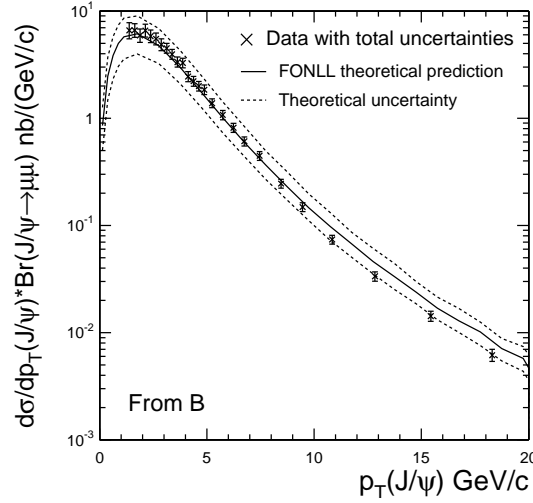 10
Data with total uncertainties
FONLL theoretical prediction
Theoretical uncertainty
1
10⁻¹
10⁻²
10⁻³
From B
0 5 10 15 20
p_T(J/ψ) GeV/c
dσ/dp_T(J/ψ)*Br(J/ψ→μμ) nb/(GeV/c)